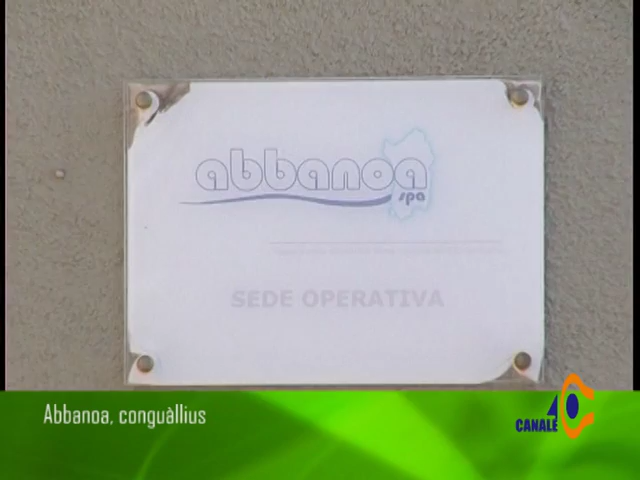 abbanoa
spa
SEDE OPERATIVA
Abbanoa, conguàllius
CANALE 40